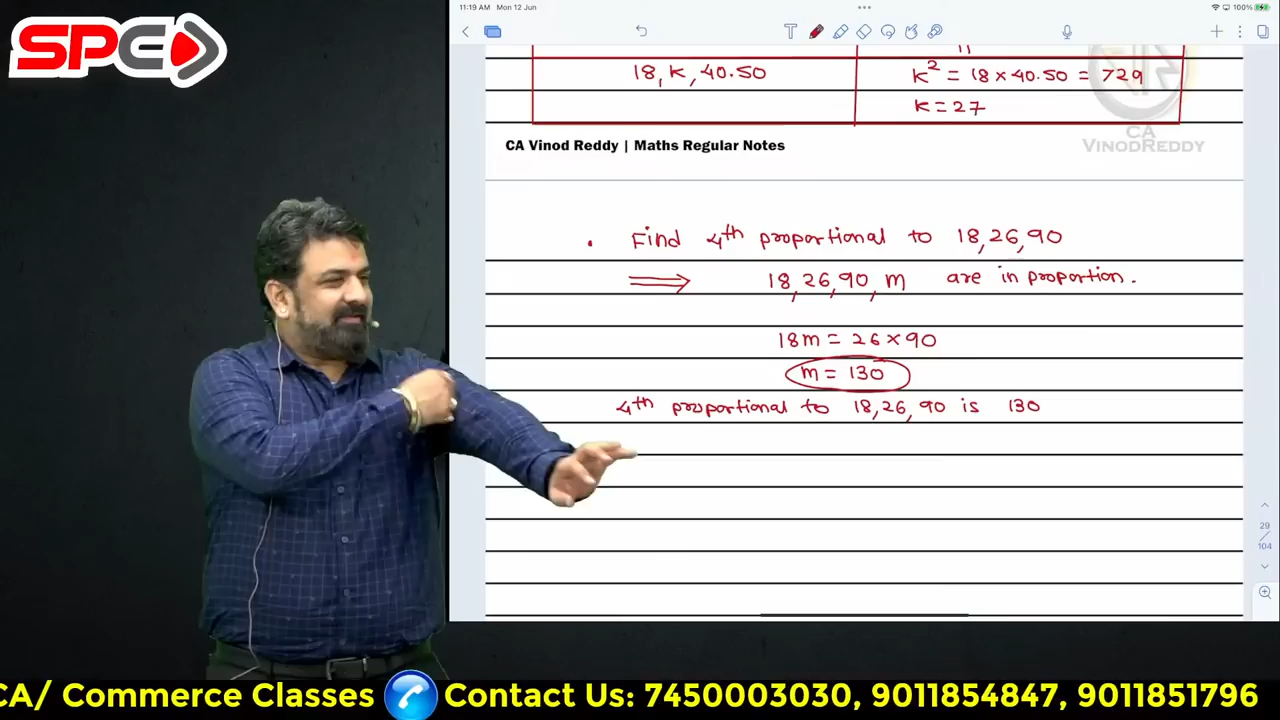 SPE
11:19 AM Mon 12 Jun
100%
T
18, K, 40.50
K² = 18 × 40.50 = 729
K = 27
CA
VINODREDDY
CA Vinod Reddy | Maths Regular Notes
. Find 4th proportional to 18, 26, 90
⟹ 18, 26, 90, m are in proportion.
18m = 26 × 90
m = 130
4th proportional to 18, 26, 90 is 130
29
/
104
CA/ Commerce Classes Contact Us: 7450003030, 9011854847, 9011851796